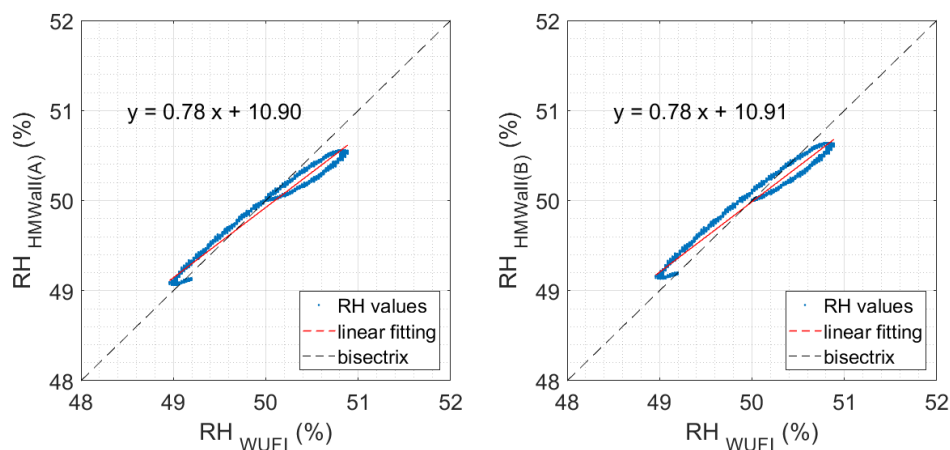 52
51
50
49
48
RH HMWall(A) (%)
y = 0.78 x + 10.90
RH values
linear fitting
bisectrix
48 49 50 51 52
RH WUFI (%)
52
51
50
49
48
RH HMWall(B) (%)
y = 0.78 x + 10.91
RH values
linear fitting
bisectrix
48 49 50 51 52
RH WUFI (%)